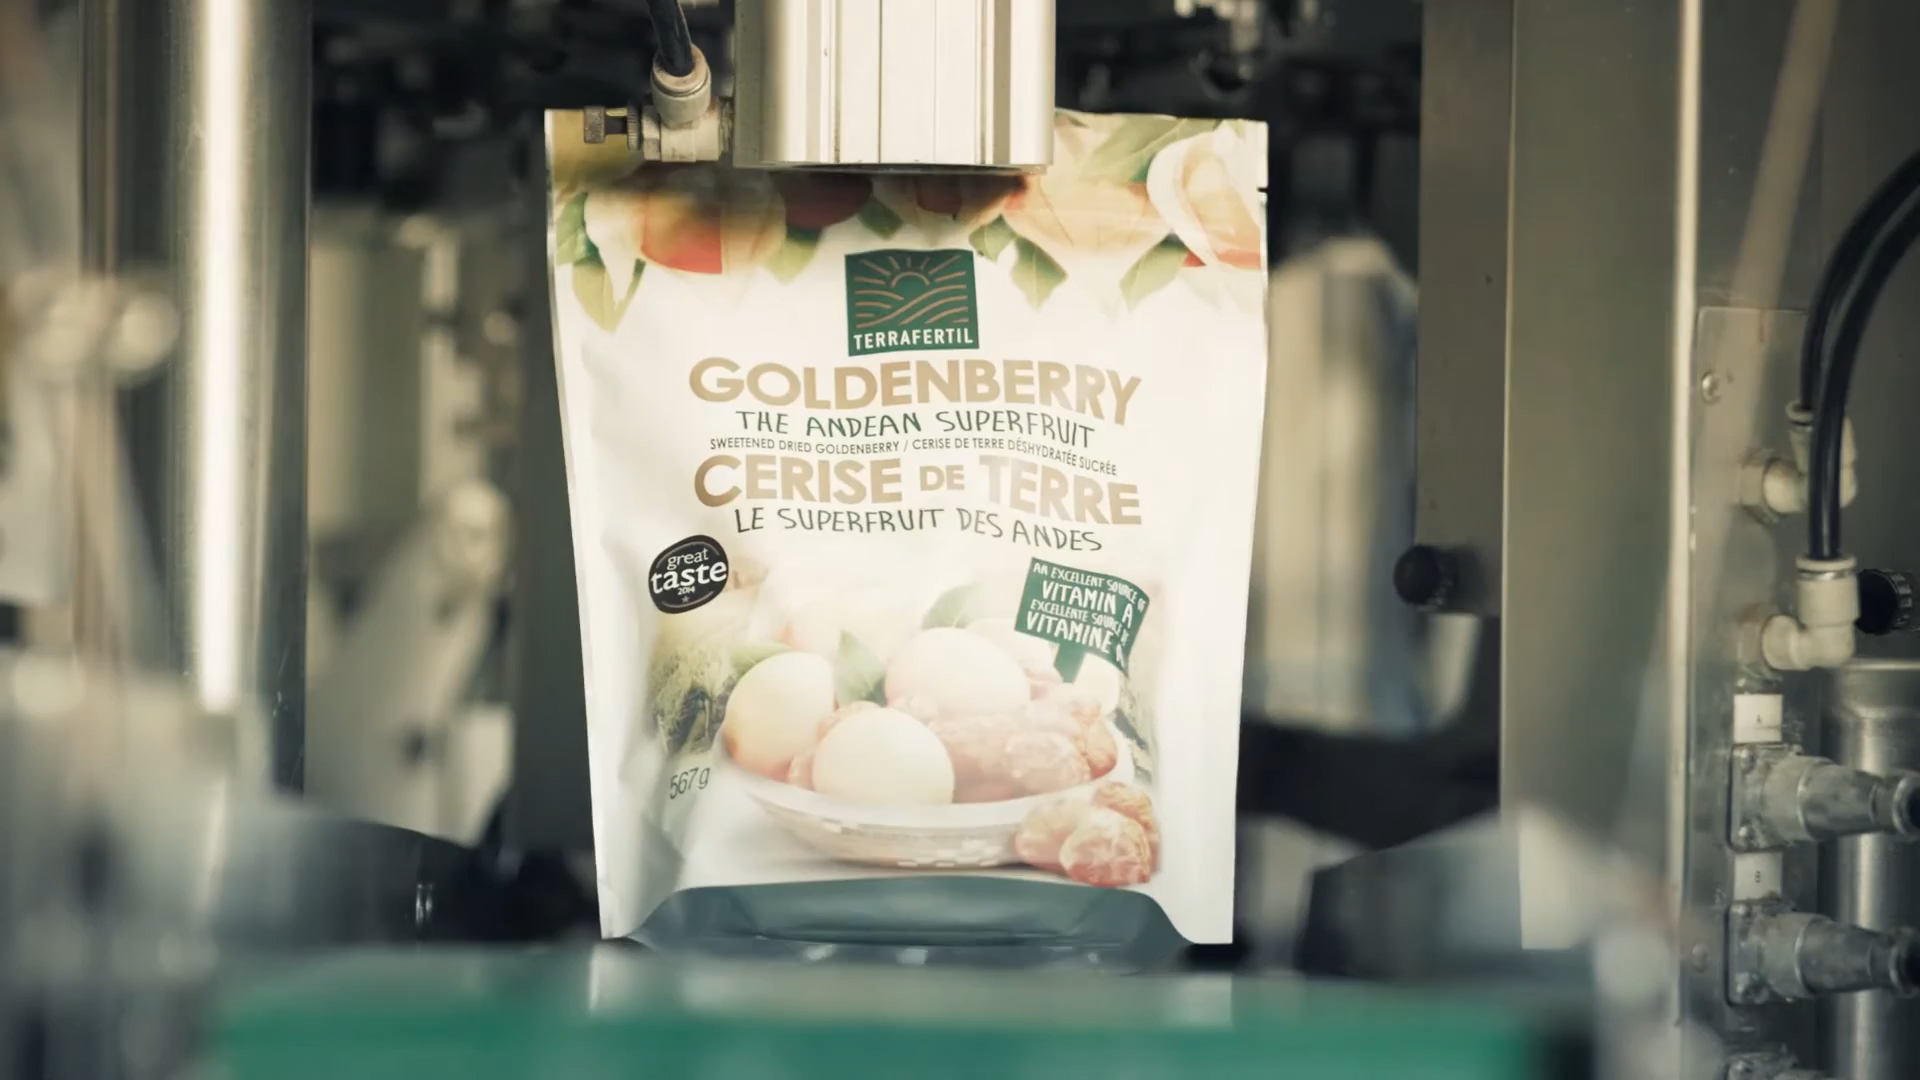 TERRAFERTIL
GOLDENBERRY
THE ANDEAN SUPERFRUIT
SWEETENED DRIED GOLDENBERRY / CERISE DE TERRE DÉSHYDRATÉE SUCRÉE
CERISE DE TERRE
LE SUPERFRUIT DES ANDES
great
taste
2014
AN EXCELLENT SOURCE OF
VITAMIN A
EXCELLENTE SOURCE DE
VITAMINE A
567 g
A
B